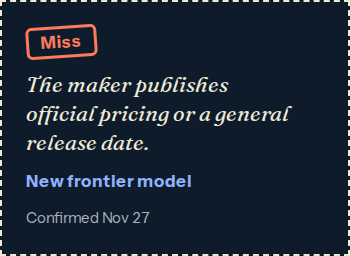 Miss
The maker publishes
official pricing or a general
release date.
New frontier model
Confirmed Nov 27